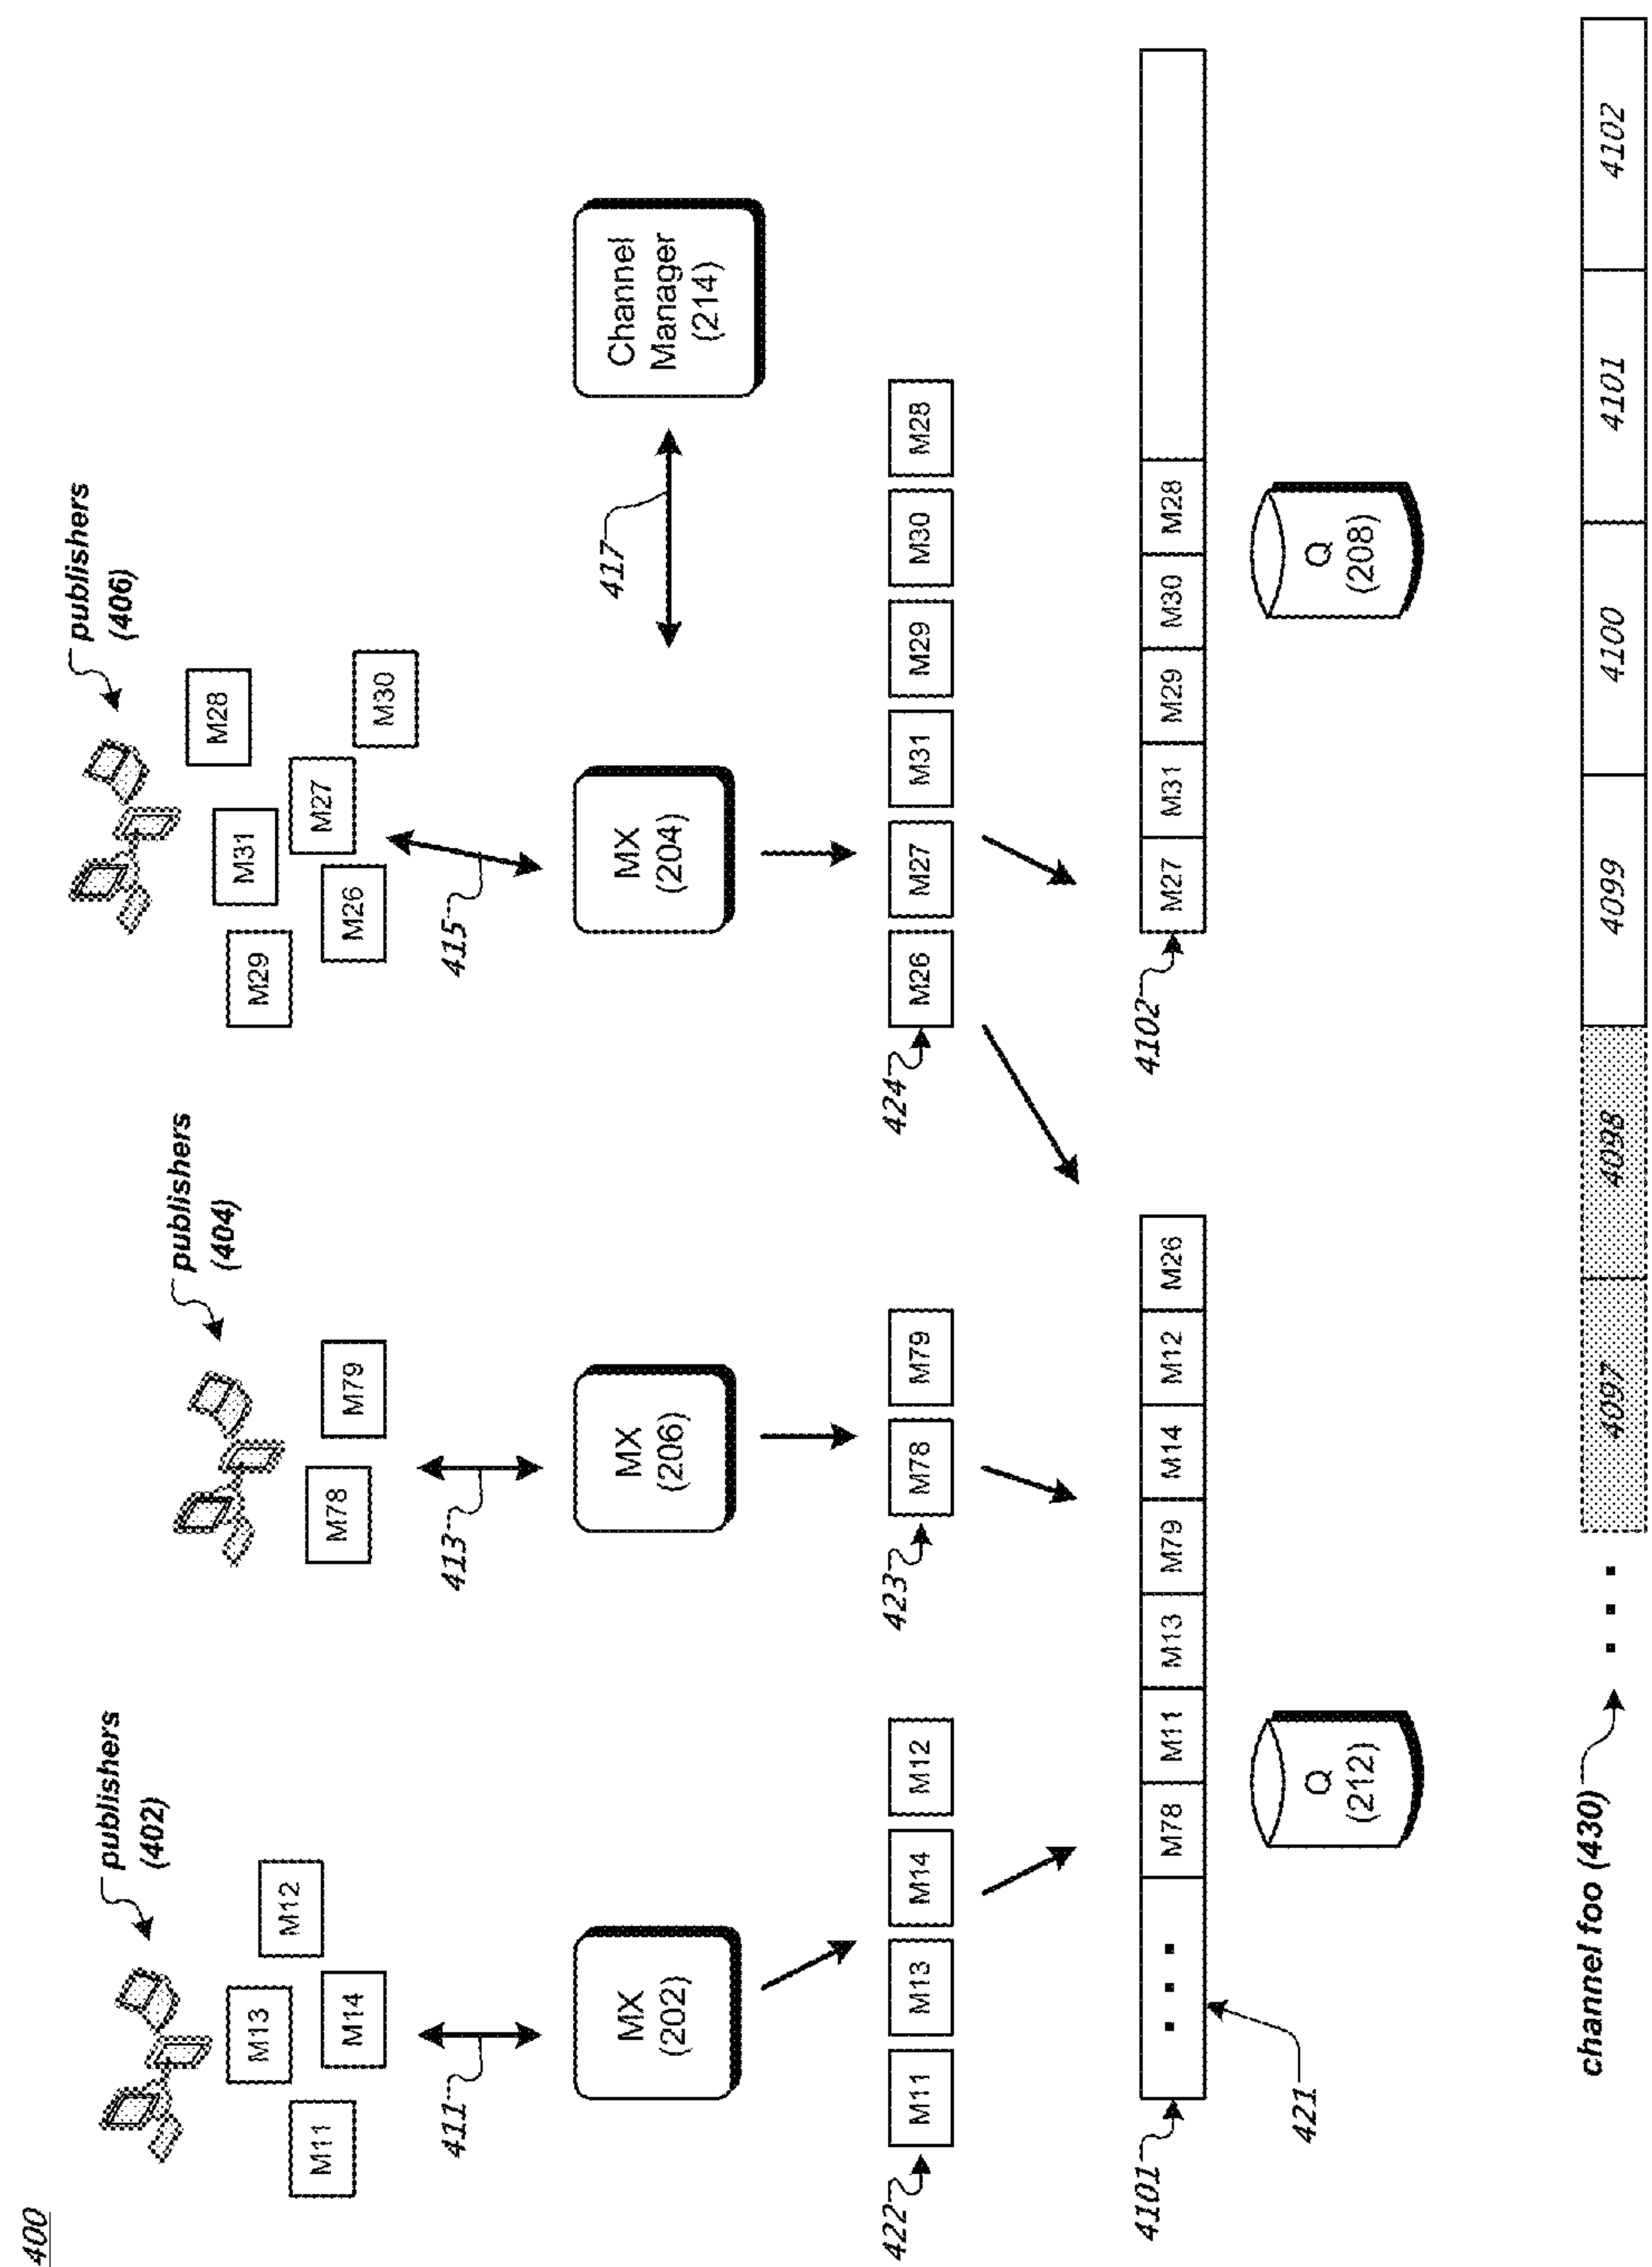 400
publishers
(402)
publishers
(404)
publishers
(406)
M11
M13
M14
M12
M78
M79
M29
M26
M31
M27
M28
M30
411
413
415
417
MX
(202)
MX
(206)
MX
(204)
Channel
Manager
(214)
422
M11
M13
M14
M12
423
M78
M79
424
M26
M27
M31
M29
M30
M28
4101
...
M78
M11
M13
M79
M14
M12
M26
421
4102
M27
M31
M29
M30
M28
Q
(212)
Q
(208)
channel foo (430)
...
4097
4098
4099
4100
4101
4102